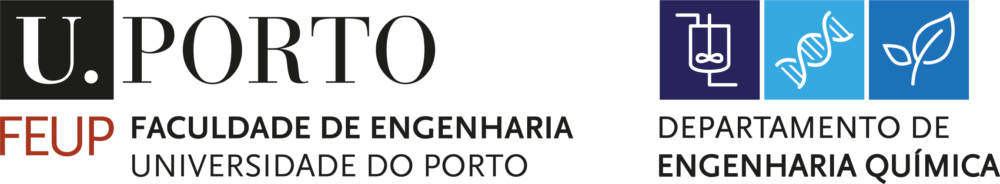 U. PORTO
FEUP FACULDADE DE ENGENHARIA
UNIVERSIDADE DO PORTO
DEPARTAMENTO DE
ENGENHARIA QUÍMICA